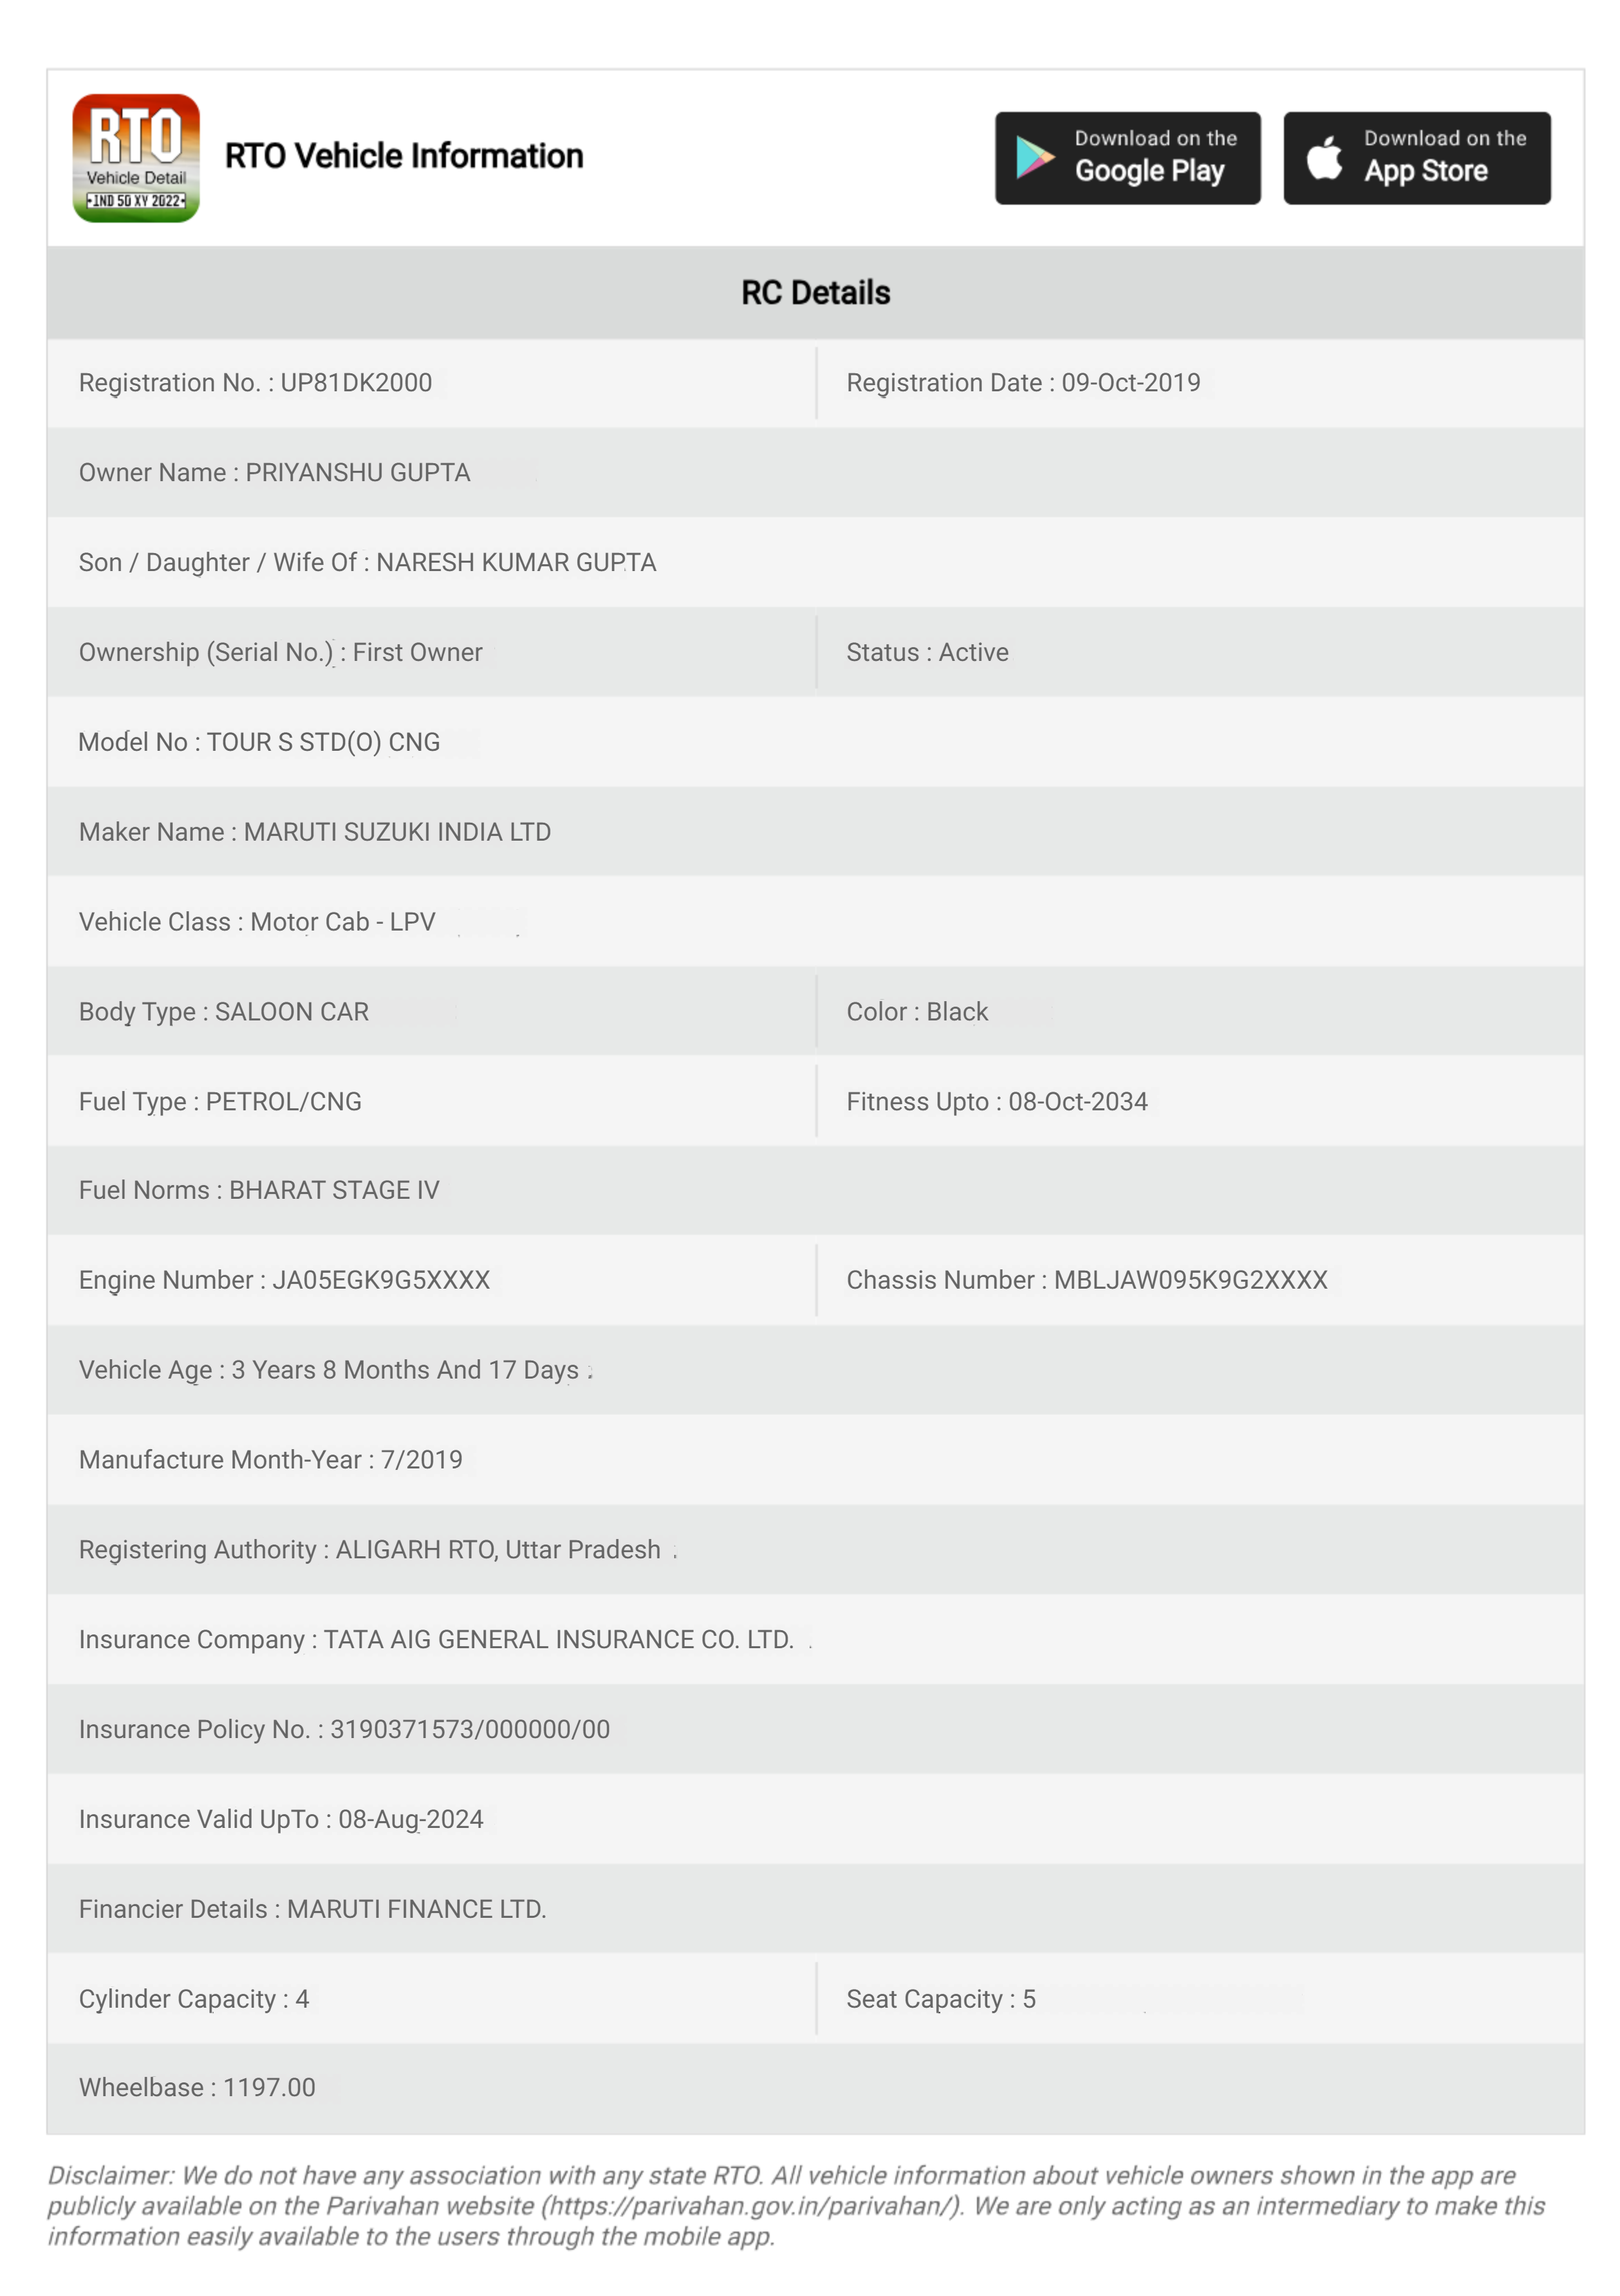 RTO
Vehicle Detail
IND 50 XY 2022
RTO Vehicle Information
Download on the
Google Play
Download on the
App Store
RC Details
Registration No. : UP81DK2000
Registration Date : 09-Oct-2019
Owner Name : PRIYANSHU GUPTA
Son / Daughter / Wife Of : NARESH KUMAR GUPTA
Ownership (Serial No.) : First Owner
Status : Active
Model No : TOUR S STD(O) CNG
Maker Name : MARUTI SUZUKI INDIA LTD
Vehicle Class : Motor Cab - LPV
Body Type : SALOON CAR
Color : Black
Fuel Type : PETROL/CNG
Fitness Upto : 08-Oct-2034
Fuel Norms : BHARAT STAGE IV
Engine Number : JA05EGK9G5XXXX
Chassis Number : MBLJAW095K9G2XXXX
Vehicle Age : 3 Years 8 Months And 17 Days
Manufacture Month-Year : 7/2019
Registering Authority : ALIGARH RTO, Uttar Pradesh
Insurance Company : TATA AIG GENERAL INSURANCE CO. LTD.
Insurance Policy No. : 3190371573/000000/00
Insurance Valid UpTo : 08-Aug-2024
Financier Details : MARUTI FINANCE LTD.
Cylinder Capacity : 4
Seat Capacity : 5
Wheelbase : 1197.00
Disclaimer: We do not have any association with any state RTO. All vehicle information about vehicle owners shown in the app are
publicly available on the Parivahan website (https://parivahan.gov.in/parivahan/). We are only acting as an intermediary to make this
information easily available to the users through the mobile app.